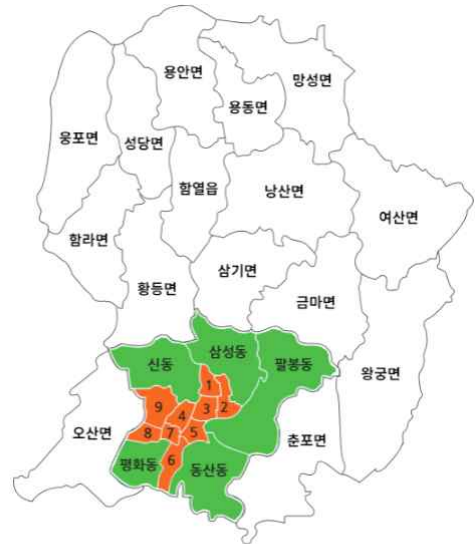 용안면
망성면
용동면
웅포면
성당면
함열읍
낭산면
여산면
함라면
삼기면
황등면
금마면
신동
삼성동
팔봉동
왕궁면
1
2
9
3
4
오산면
8
7
5
춘포면
평화동
6
동산동